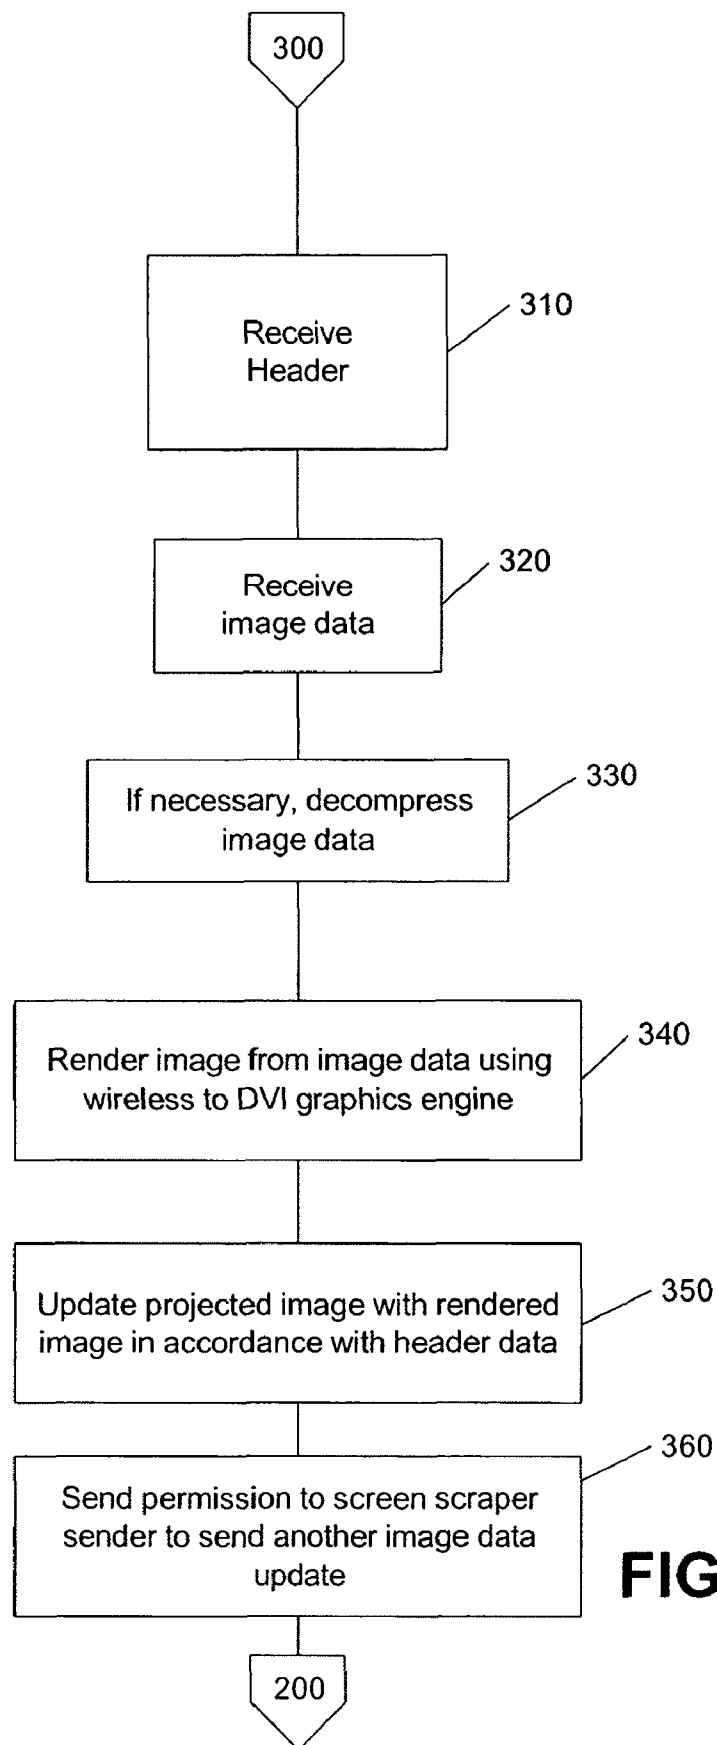 300
Receive
Header
310
Receive
image data
320
If necessary, decompress
image data
330
Render image from image data using
wireless to DVI graphics engine
340
Update projected image with rendered
image in accordance with header data
350
Send permission to screen scraper
sender to send another image data
update
360
FIG
200